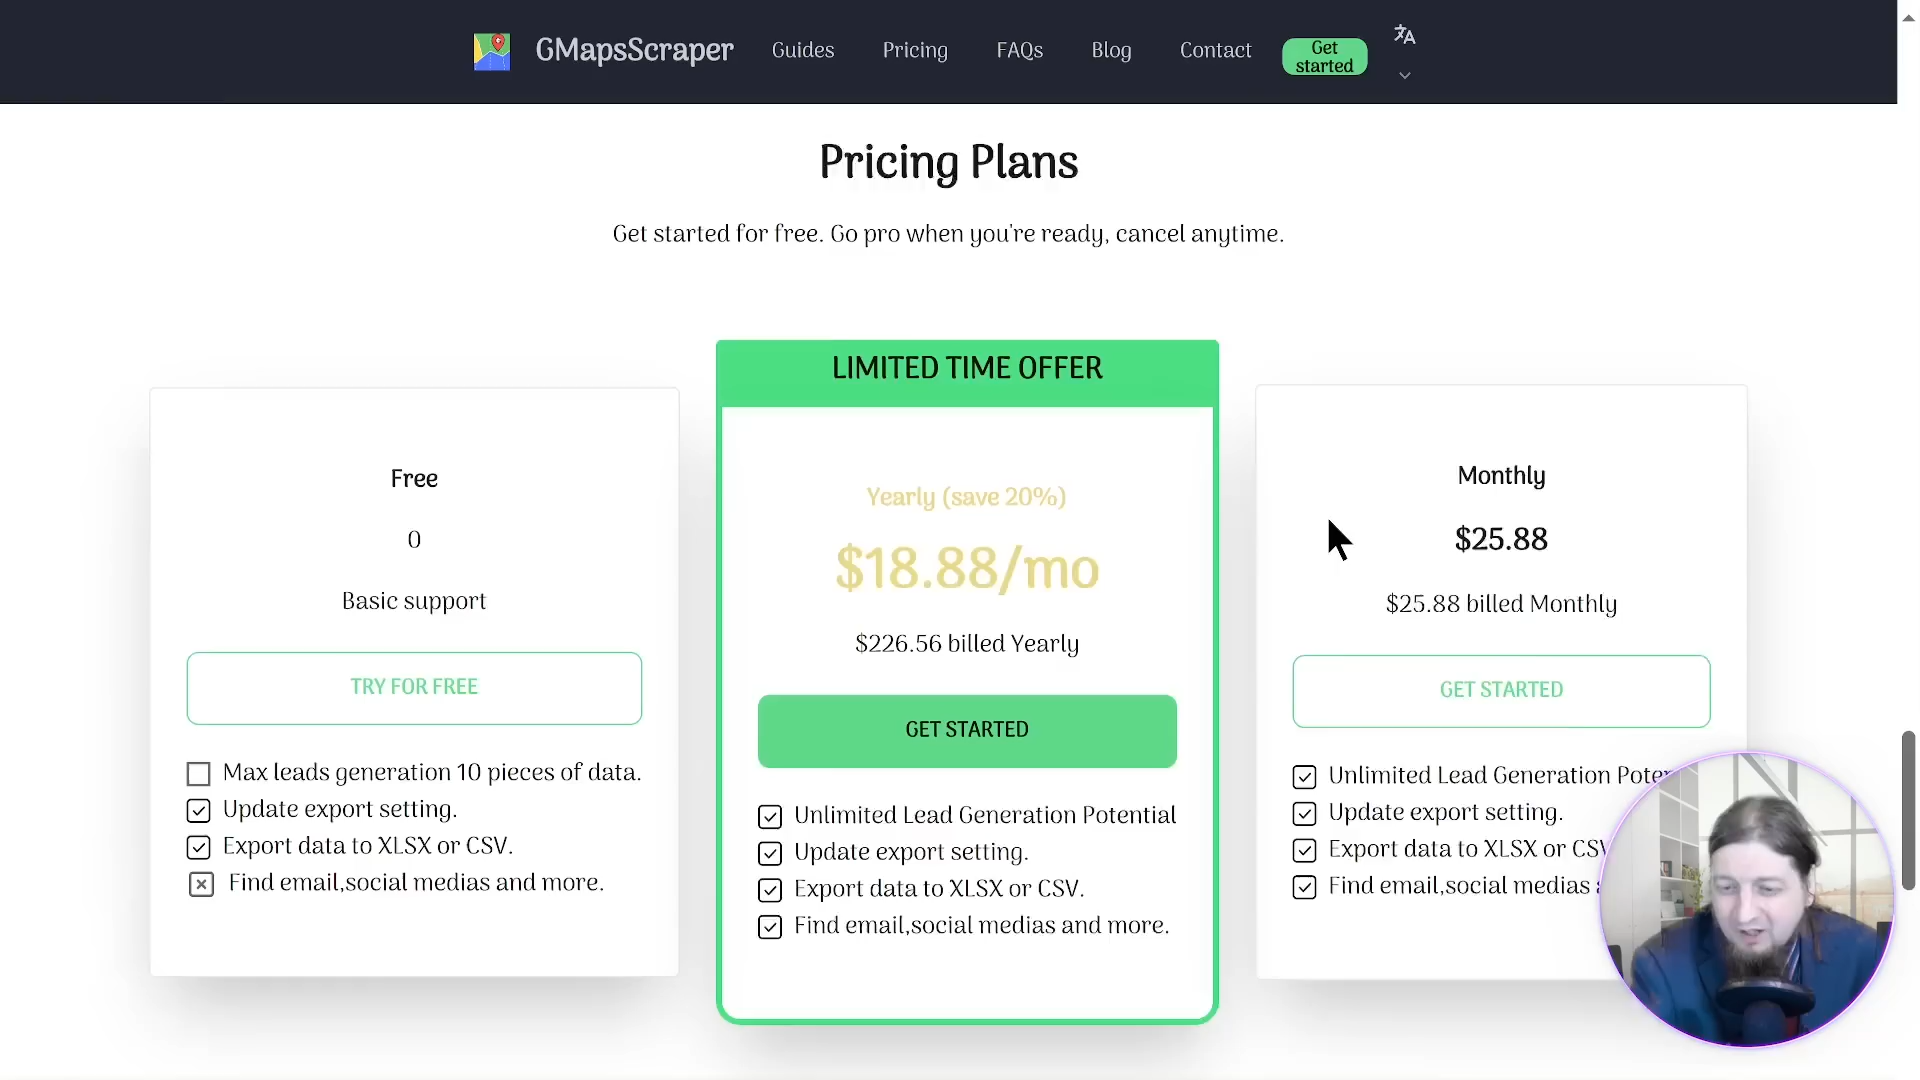 GMapsScraper
Guides
Pricing
FAQs
Blog
Contact
Get
started
Pricing Plans
Get started for free. Go pro when you're ready, cancel anytime.
Free
0
Basic support
TRY FOR FREE
Max leads generation 10 pieces of data.
Update export setting.
Export data to XLSX or CSV.
Find email,social medias and more.
LIMITED TIME OFFER
Yearly (save 20%)
$18.88/mo
$226.56 billed Yearly
GET STARTED
Unlimited Lead Generation Potential
Update export setting.
Export data to XLSX or CSV.
Find email,social medias and more.
Monthly
$25.88
$25.88 billed Monthly
GET STARTED
Unlimited Lead Generation
Update export setting.
Export data to XLSX or
Find email,social medias